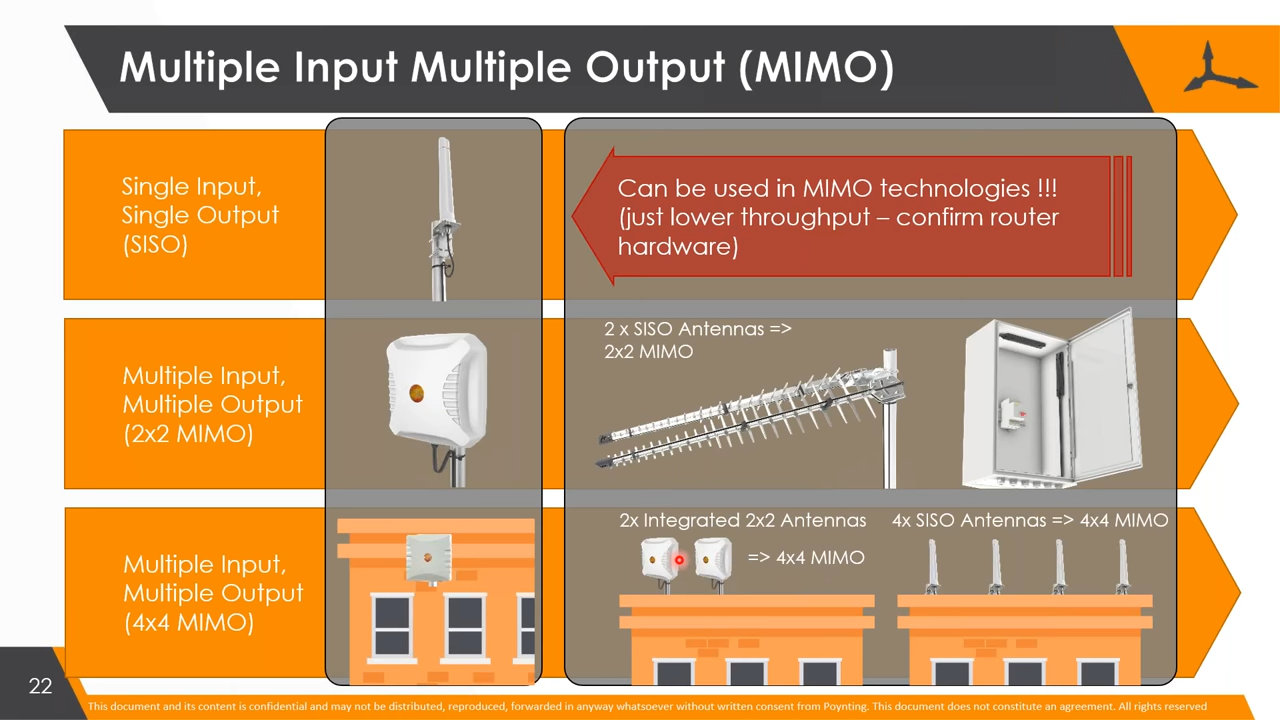 Multiple Input Multiple Output (MIMO)
Single Input,
Single Output
(SISO)
Can be used in MIMO technologies !!!
(just lower throughput – confirm router
hardware)
Multiple Input,
Multiple Output
(2x2 MIMO)
2 x SISO Antennas =>
2x2 MIMO
Multiple Input,
Multiple Output
(4x4 MIMO)
2x Integrated 2x2 Antennas
=> 4x4 MIMO
4x SISO Antennas => 4x4 MIMO
22
This document and its content is confidential and may not be distributed, reproduced, forwarded in anyway whatsoever without written consent from Poynting. This document does not constitute an agreement. All rights reserved